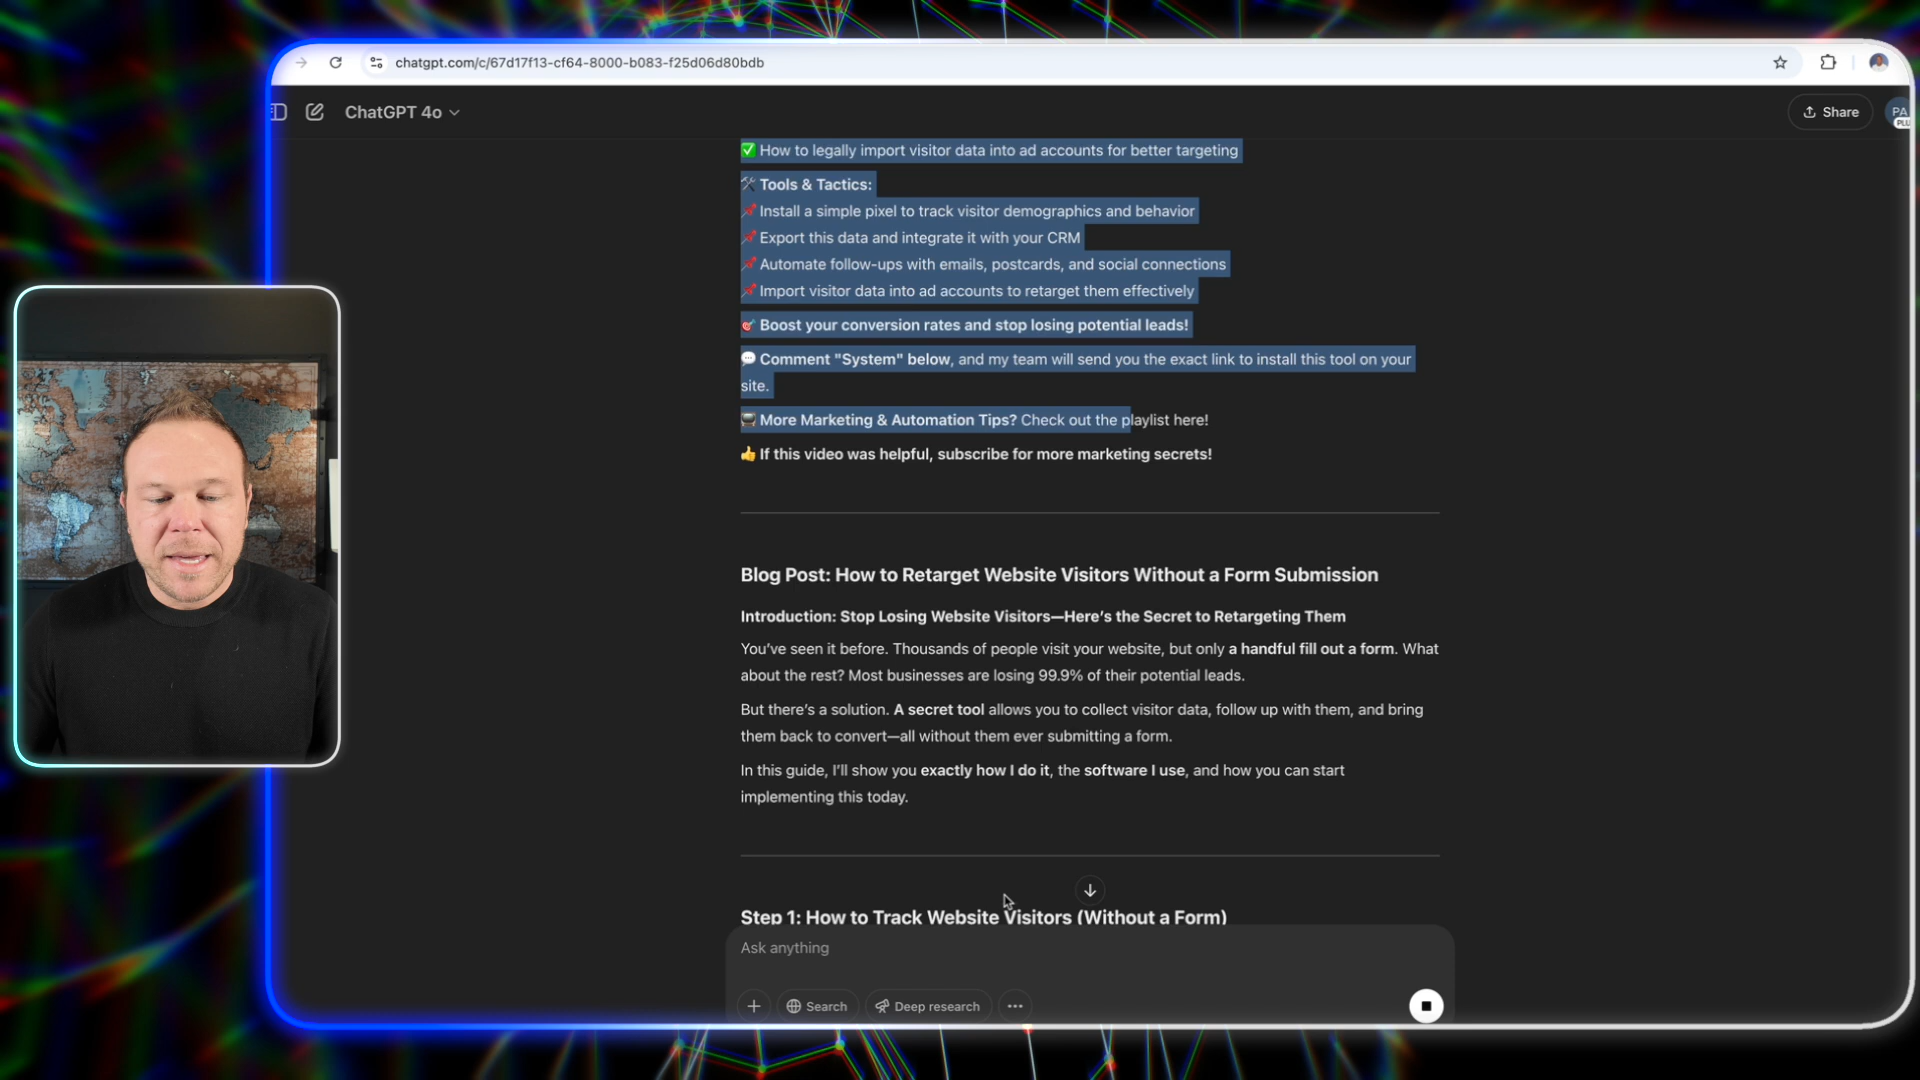 chatgpt.com/c/67d17f13-cf64-8000-b083-f25d06d80bdb
ChatGPT 4o
Share
PA
PLU
✅ How to legally import visitor data into ad accounts for better targeting
🛠 Tools & Tactics:
📌 Install a simple pixel to track visitor demographics and behavior
📌 Export this data and integrate it with your CRM
📌 Automate follow-ups with emails, postcards, and social connections
📌 Import visitor data into ad accounts to retarget them effectively
🎯 Boost your conversion rates and stop losing potential leads!
💬 Comment "System" below, and my team will send you the exact link to install this tool on your
site.
📺 More Marketing & Automation Tips? Check out the playlist here!
👍 If this video was helpful, subscribe for more marketing secrets!
Blog Post: How to Retarget Website Visitors Without a Form Submission
Introduction: Stop Losing Website Visitors—Here's the Secret to Retargeting Them
You've seen it before. Thousands of people visit your website, but only a handful fill out a form. What
about the rest? Most businesses are losing 99.9% of their potential leads.
But there's a solution. A secret tool allows you to collect visitor data, follow up with them, and bring
them back to convert—all without them ever submitting a form.
In this guide, I'll show you exactly how I do it, the software I use, and how you can start
implementing this today.
Step 1: How to Track Website Visitors (Without a Form)
Ask anything
Search
Deep research